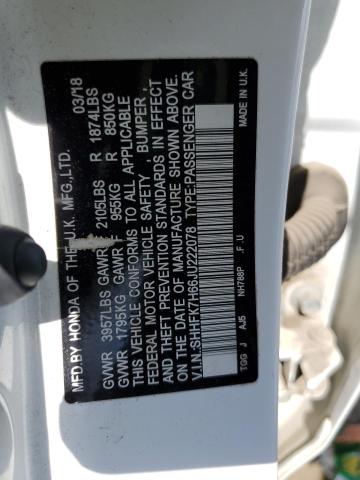 MFD.BY HONDA OF THE U.K. MFG.,LTD. 03/18
GVWR 3957LBS GAWR F 2105LBS R 1874LBS
GVWR 1795KG GAWR F 955KG R 850KG
THIS VEHICLE CONFORMS TO ALL APPLICABLE
FEDERAL MOTOR VEHICLE SAFETY , BUMPER ,
AND THEFT PREVENTION STANDARDS IN EFFECT
ON THE DATE OF MANUFACTURE SHOWN ABOVE.
V.I.N.:SHHFK7H66JU222078 TYPE:PASSENGER CAR
TGG J AJ5 NH788P F.U MADE IN U.K.